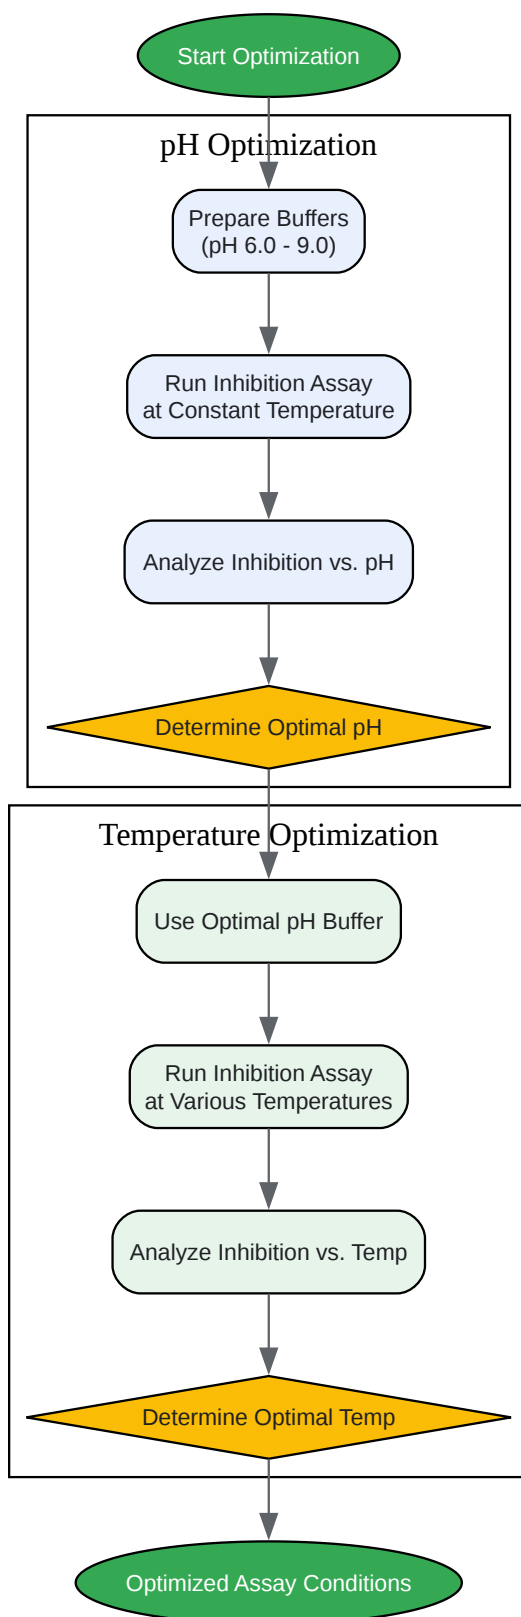 Start Optimization
pH Optimization
Prepare Buffers
(pH 6.0 - 9.0)
Run Inhibition Assay
at Constant Temperature
Analyze Inhibition vs. pH
Determine Optimal pH
Temperature Optimization
Use Optimal pH Buffer
Run Inhibition Assay
at Various Temperatures
Analyze Inhibition vs. Temp
Determine Optimal Temp
Optimized Assay Conditions